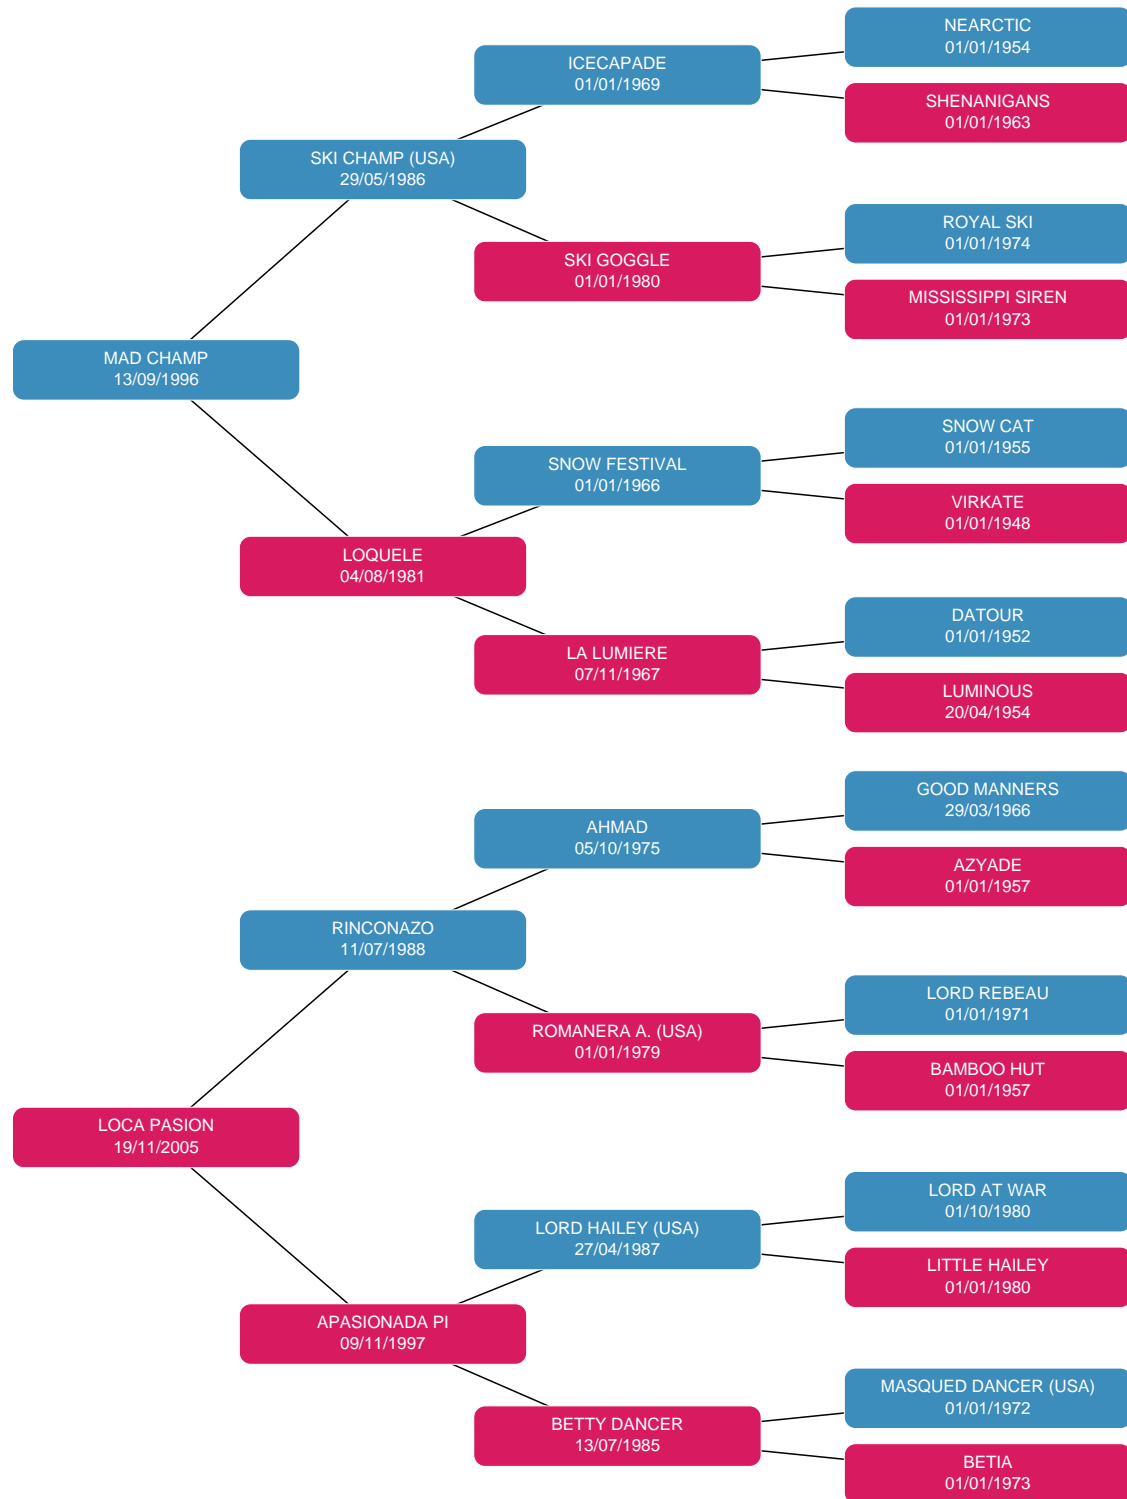 NEARCTIC
01/01/1954
ICECAPADE
01/01/1969
SHENANIGANS
01/01/1963
SKI CHAMP (USA)
29/05/1986
ROYAL SKI
01/01/1974
SKI GOGGLE
01/01/1980
MISSISSIPPI SIREN
01/01/1973
MAD CHAMP
13/09/1996
SNOW CAT
01/01/1955
SNOW FESTIVAL
01/01/1966
VIRKATE
01/01/1948
LOQUELE
04/08/1981
DATOUR
01/01/1952
LA LUMIERE
07/11/1967
LUMINOUS
20/04/1954
GOOD MANNERS
29/03/1966
AHMAD
05/10/1975
AZYADE
01/01/1957
RINCONAZO
11/07/1988
LORD REBEAU
01/01/1971
ROMANERA A. (USA)
01/01/1979
BAMBOO HUT
01/01/1957
LOCA PASION
19/11/2005
LORD AT WAR
01/10/1980
LORD HAILEY (USA)
27/04/1987
LITTLE HAILEY
01/01/1980
APASIONADA PI
09/11/1997
MASQUED DANCER (USA)
01/01/1972
BETTY DANCER
13/07/1985
BETIA
01/01/1973